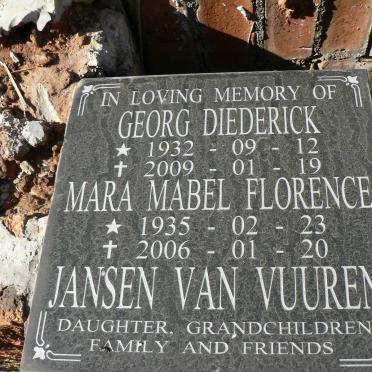 IN LOVING MEMORY OF
GEORG DIEDERICK
★ 1932 - 09 - 12
✝ 2009 - 01 - 19
MARA MABEL FLORENCE
★ 1935 - 02 - 23
✝ 2006 - 01 - 20
JANSEN VAN VUUREN
DAUGHTER, GRANDCHILDREN
FAMILY AND FRIENDS